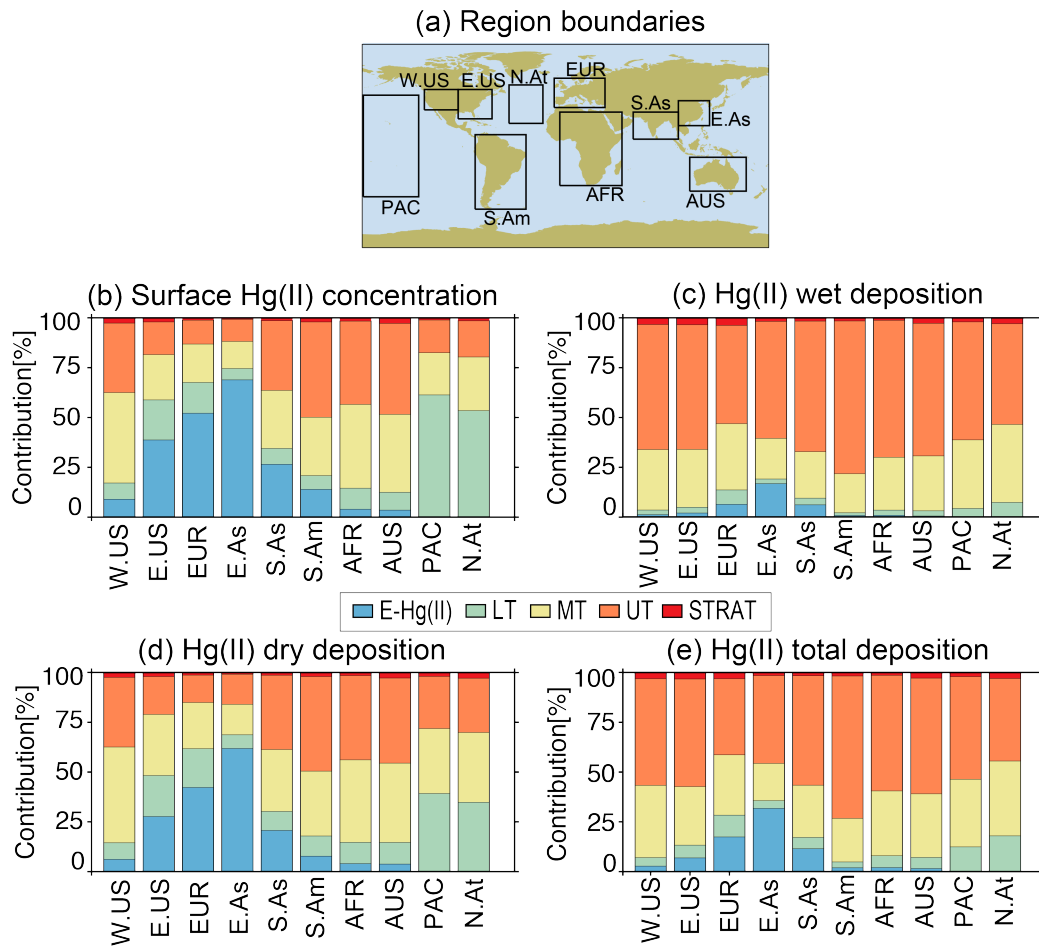 (a) Region boundaries
W.US E.US N.At EUR
S.As
E.As
PAC S.Am AFR AUS
(b) Surface Hg(II) concentration
Contribution[%]
100
75
50
25
0
W.US E.US EUR E.As S.As S.Am AFR AUS PAC N.At
(c) Hg(II) wet deposition
Contribution[%]
100
75
50
25
0
W.US E.US EUR E.As S.As S.Am AFR AUS PAC N.At
E-Hg(II) LT MT UT STRAT
(d) Hg(II) dry deposition
Contribution[%]
100
75
50
25
0
W.US E.US EUR E.As S.As S.Am AFR AUS PAC N.At
(e) Hg(II) total deposition
Contribution[%]
100
75
50
25
0
W.US E.US EUR E.As S.As S.Am AFR AUS PAC N.At